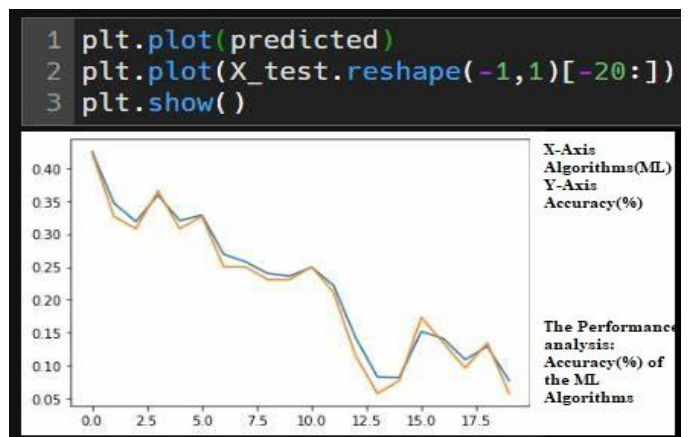 1 plt.plot(predicted)
2 plt.plot(X_test.reshape(-1,1)[-20:])
3 plt.show()
X-Axis
Algorithms(ML)
Y-Axis
Accuracy(%)
The Performance
analysis:
Accuracy(%) of
the ML
Algorithms
0.40
0.35
0.30
0.25
0.20
0.15
0.10
0.05
0.0 2.5 5.0 7.5 10.0 12.5 15.0 17.5